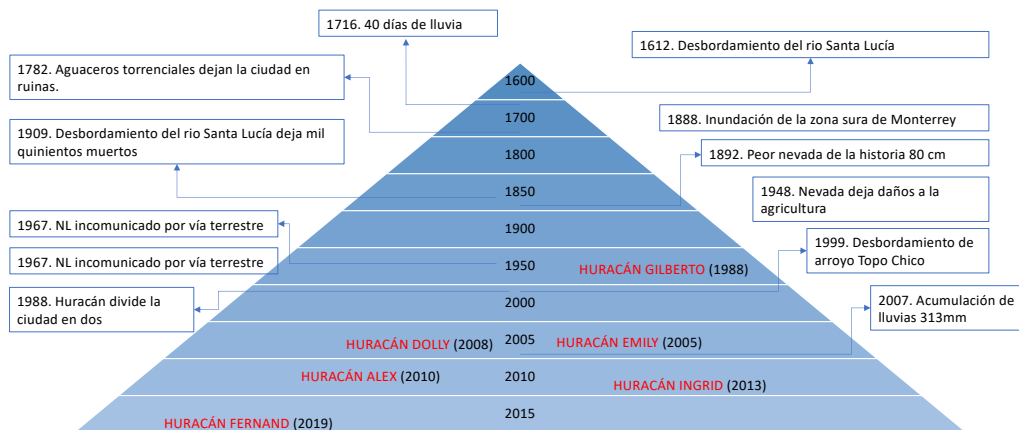 1716. 40 días de lluvia
1612. Desbordamiento del rio Santa Lucía
1782. Aguaceros torrenciales dejan la ciudad en
ruinas.
1600
1700
1888. Inundación de la zona sura de Monterrey
1909. Desbordamiento del rio Santa Lucía deja mil
quinientos muertos
1800
1892. Peor nevada de la historia 80 cm
1850
1948. Nevada deja daños a la
agricultura
1967. NL incomunicado por vía terrestre
1900
1999. Desbordamiento de
arroyo Topo Chico
1967. NL incomunicado por vía terrestre
1950
HURACÁN GILBERTO (1988)
1988. Huracán divide la
ciudad en dos
2000
2007. Acumulación de
lluvias 313mm
HURACÁN DOLLY (2008)
2005
HURACÁN EMILY (2005)
HURACÁN ALEX (2010)
2010
HURACÁN INGRID (2013)
2015
HURACÁN FERNAND (2019)